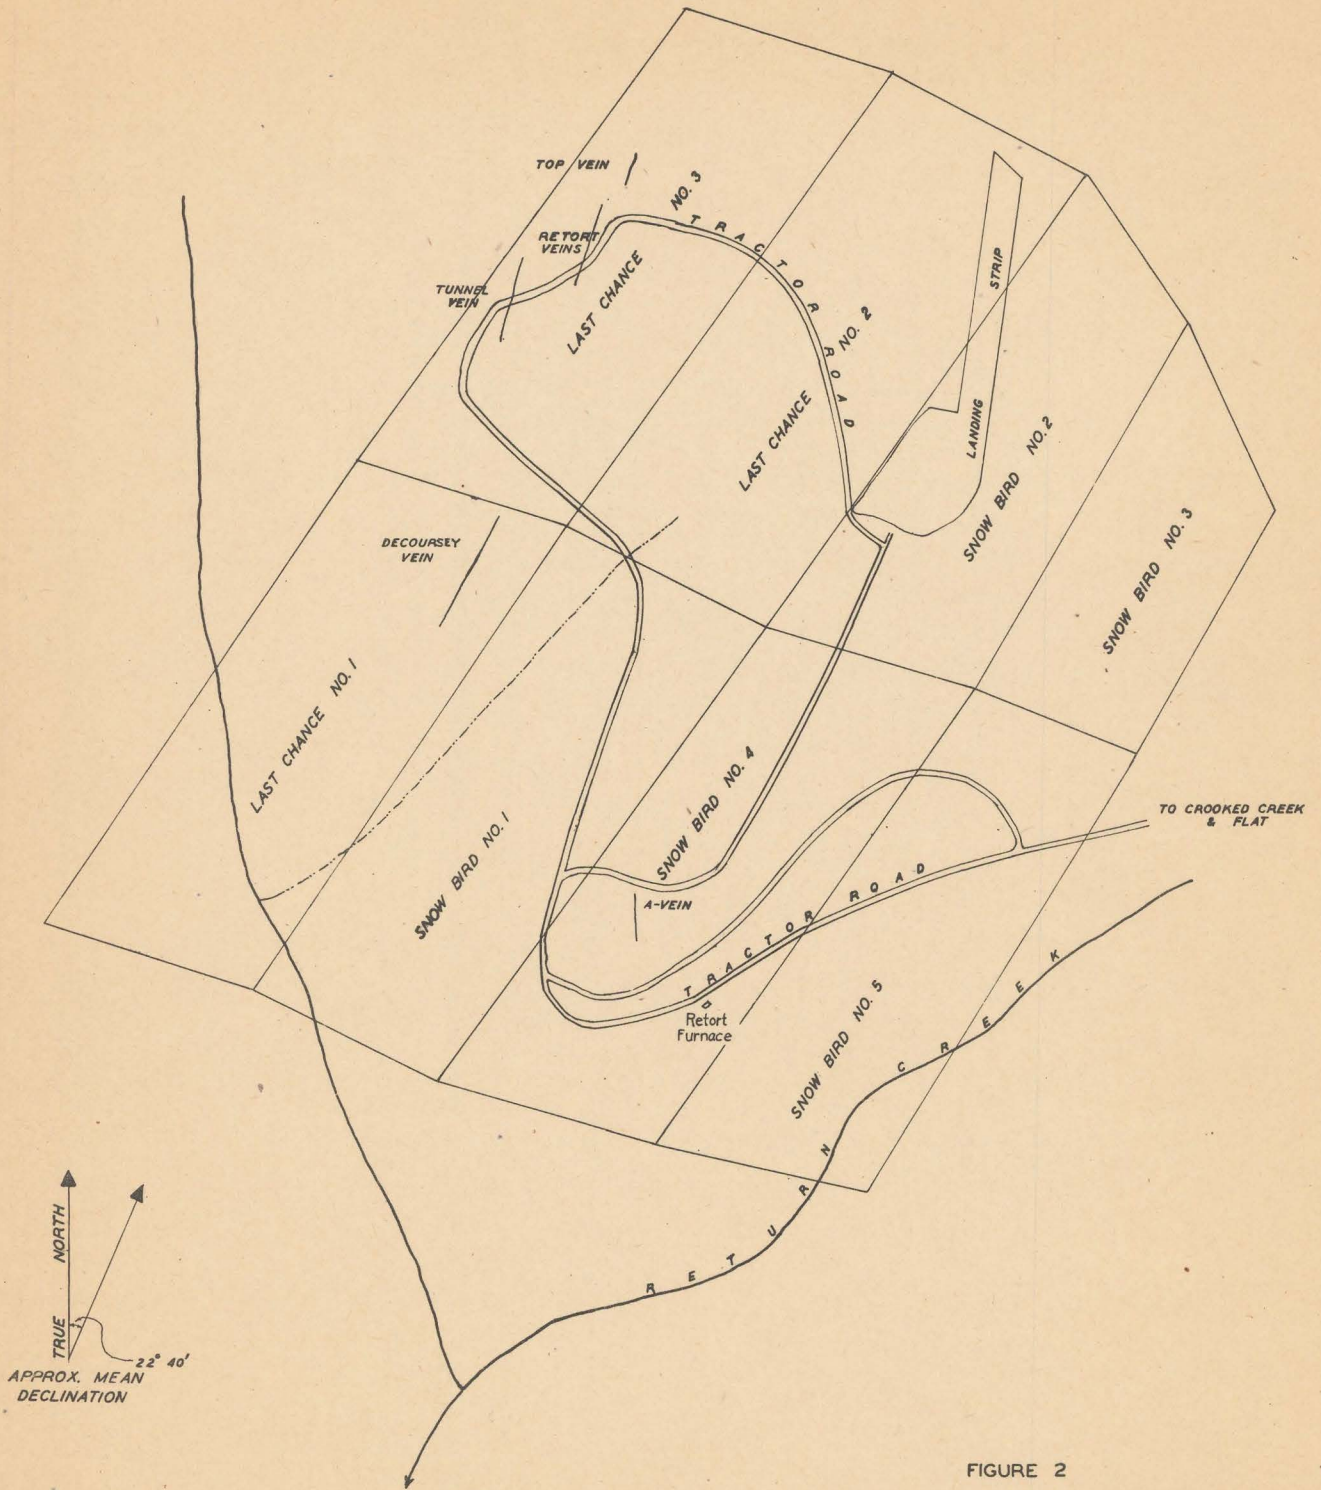 TOP VEIN
NO. 3
TRACTOR ROAD
RETORT
VEINS
LAST CHANCE
STRIP
TUNNEL
VEIN
NO. 2
LAST CHANCE
LANDING
SNOW BIRD NO. 2
DECOURSEY
VEIN
SNOW BIRD NO. 3
LAST CHANCE NO. 1
SNOW BIRD NO. 4
TO CROOKED CREEK
& FLAT
SNOW BIRD NO. 1
A-VEIN
TRACTOR ROAD
Retort
Furnace
SNOW BIRD NO. 5
RETURN CREEK
TRUE NORTH
22° 40'
APPROX. MEAN
DECLINATION
FIGURE 2